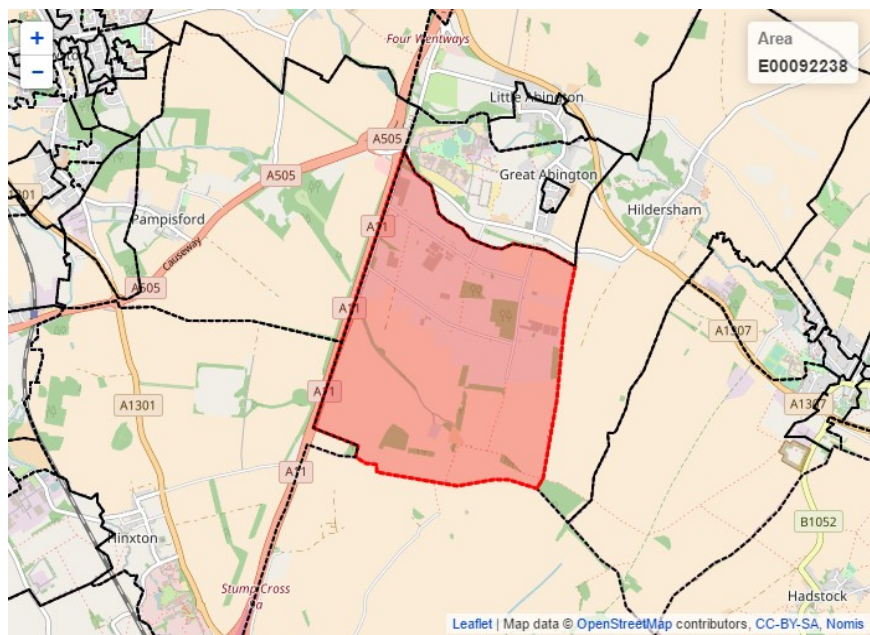 +
−
Area
E00092238
Four Wentways
Little Abington
A505
A505
Great Abington
Hildersham
Pampisford
A11
Causeway
A505
A11
A1307
A1301
A11
A1307
A11
B1052
Hinxton
Stump Cross
Hadstock
Leaflet | Map data © OpenStreetMap contributors, CC-BY-SA, Nomis